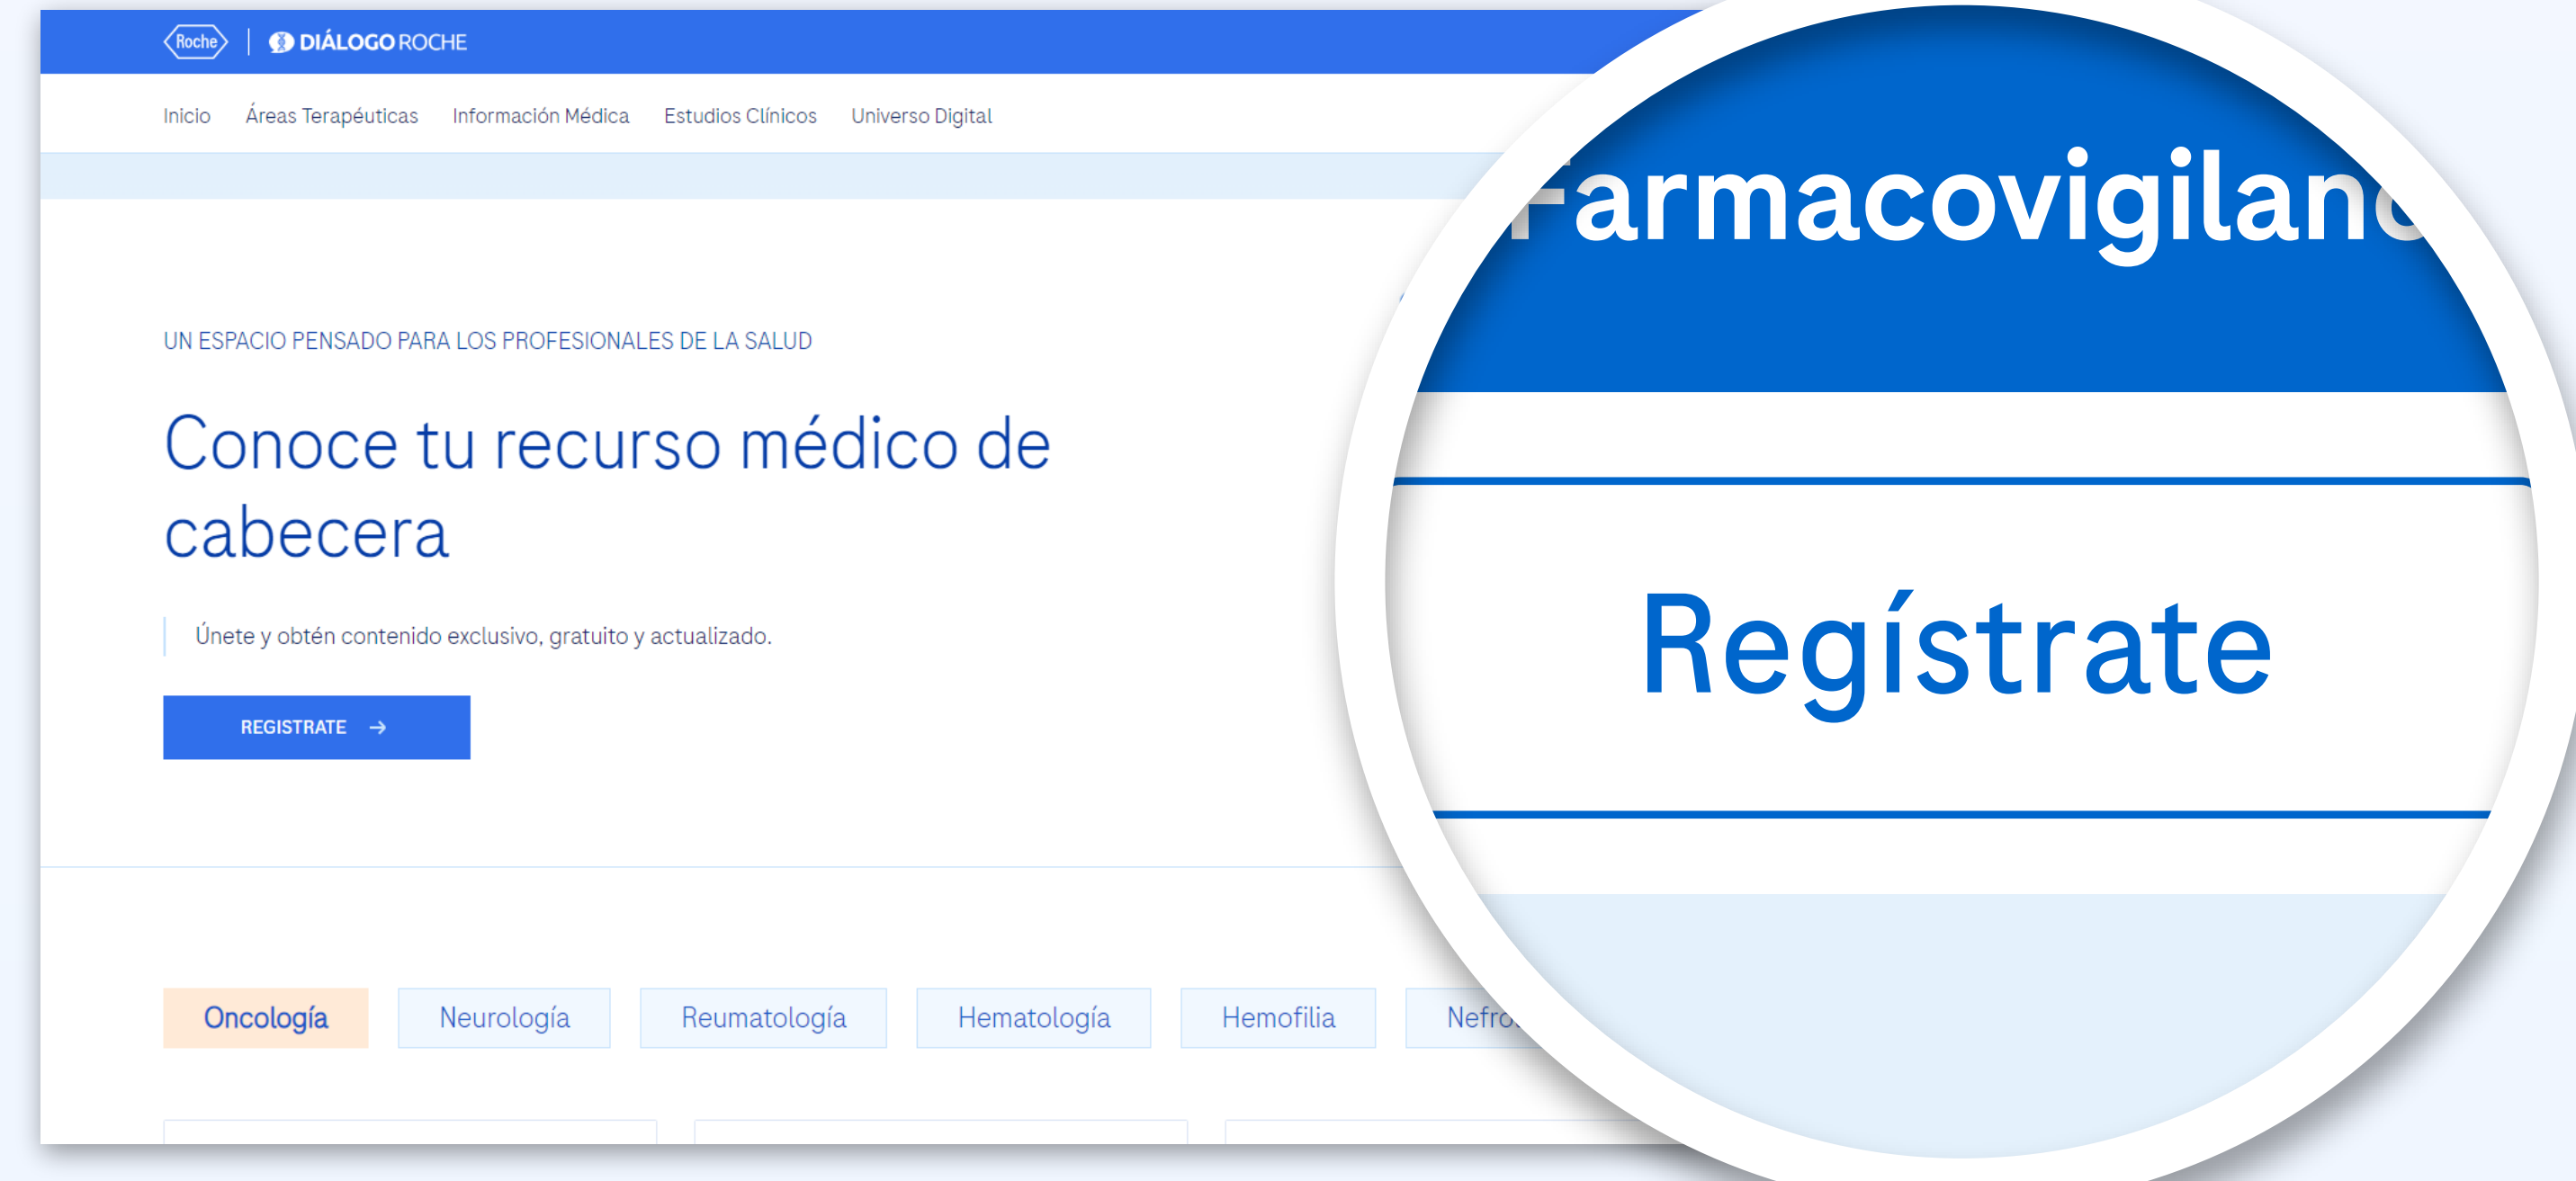 Roche | DIÁLOGO ROCHE
Inicio Áreas Terapéuticas Información Médica Estudios Clínicos Universo Digital
UN ESPACIO PENSADO PARA LOS PROFESIONALES DE LA SALUD
Conoce tu recurso médico de
cabecera
Únete y obtén contenido exclusivo, gratuito y actualizado.
REGISTRATE →
Oncología Neurología Reumatología Hematología Hemofilia
Farmacovigilanc
Regístrate